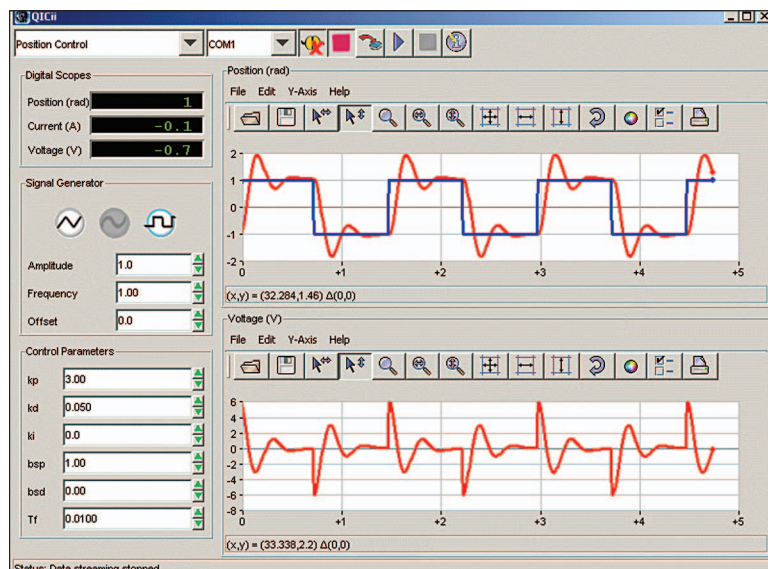 QICii
Position Control
COM1
Digital Scopes
Position (rad) 1
Current (A) -0.1
Voltage (V) -0.7
Signal Generator
Amplitude 1.0
Frequency 1.00
Offset 0.0
Control Parameters
kp 3.00
kd 0.050
ki 0.0
bsp 1.00
bsd 0.00
Tf 0.0100
Position (rad)
File Edit Y-Axis Help
2
1
0
-1
-2
0 +1 +2 +3 +4 +5
(x,y) = (32.284,1.46) Δ(0,0)
Voltage (V)
File Edit Y-Axis Help
6
4
2
0
-2
-4
-6
-8
0 +1 +2 +3 +4 +5
(x,y) = (33.338,2.2) Δ(0,0)
Status: Data streaming stopped